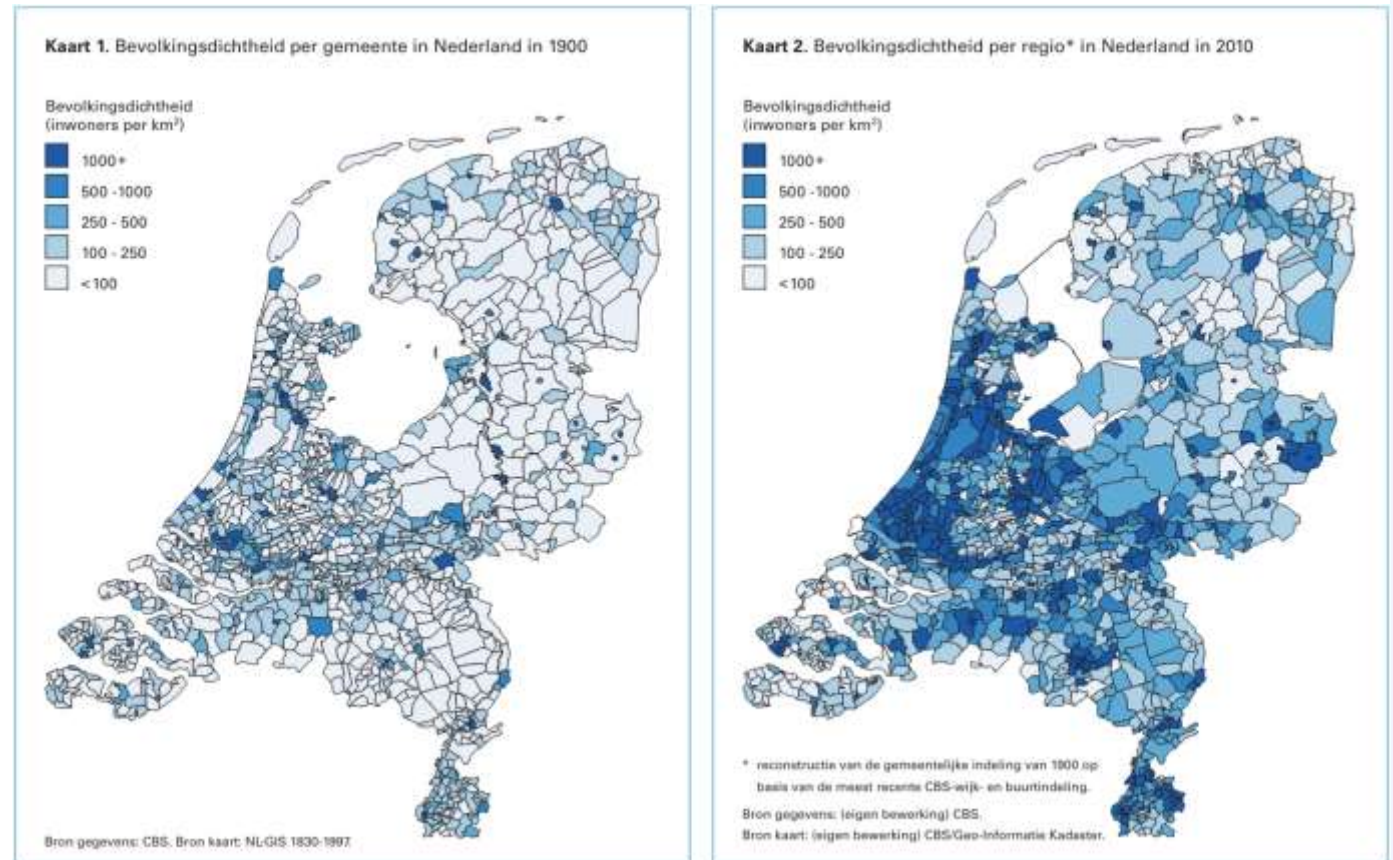 Kaart 1. Bevolkingsdichtheid per gemeente in Nederland in 1900
Bevolkingsdichtheid
(inwoners per km²)
1000+
500 -1000
250 - 500
100 - 250
<100
Bron gegevens: CBS. Bron kaart: NL-GIS 1830-1997.
Kaart 2. Bevolkingsdichtheid per regio* in Nederland in 2010
Bevolkingsdichtheid
(inwoners per km²)
1000+
500 -1000
250 - 500
100 - 250
<100
* reconstructie van de gemeentelijke indeling van 1900 op
basis van de meest recente CBS-wijk- en buurtindeling.
Bron gegevens: (eigen bewerking) CBS.
Bron kaart: (eigen bewerking) CBS/Geo-Informatie Kadaster.